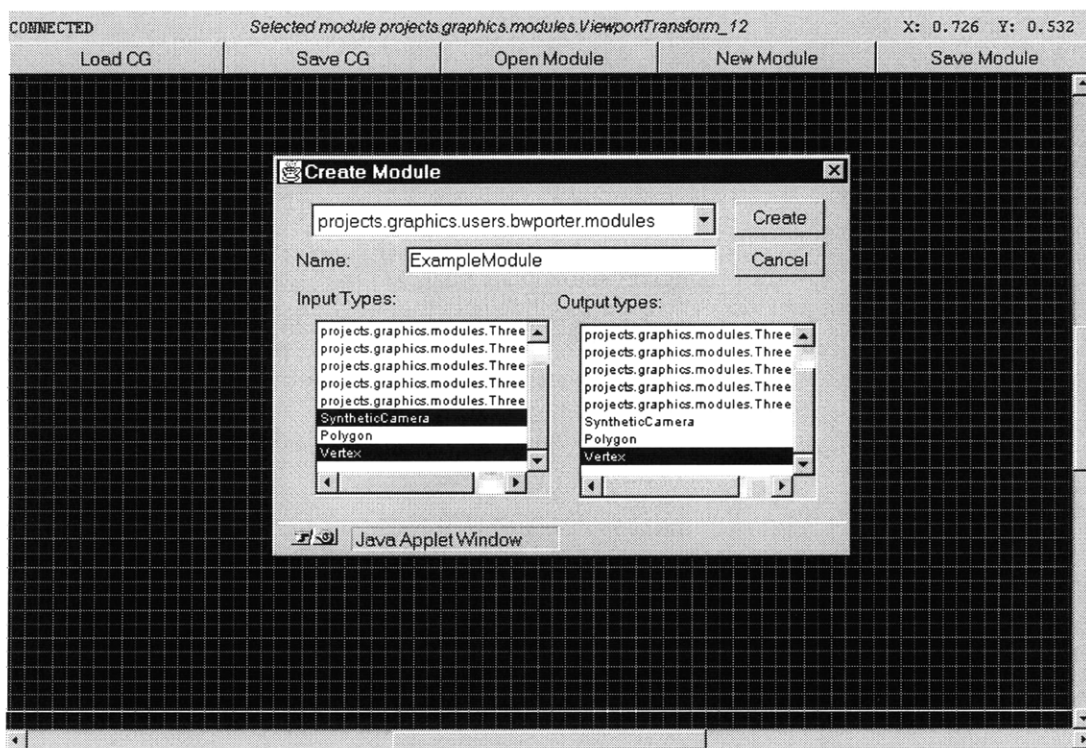 CONNECTED Selected module projects.graphics.modules.ViewportTransform_12 X: 0.726 Y: 0.532
Load CG Save CG Open Module New Module Save Module
Create Module
projects.graphics.users.bwporter.modules Create
Name: ExampleModule Cancel
Input Types: Output types:
projects.graphics.modules.Three projects.graphics.modules.Three
projects.graphics.modules.Three projects.graphics.modules.Three
projects.graphics.modules.Three projects.graphics.modules.Three
projects.graphics.modules.Three projects.graphics.modules.Three
projects.graphics.modules.Three projects.graphics.modules.Three
SyntheticCamera SyntheticCamera
Polygon Polygon
Vertex Vertex
Java Applet Window